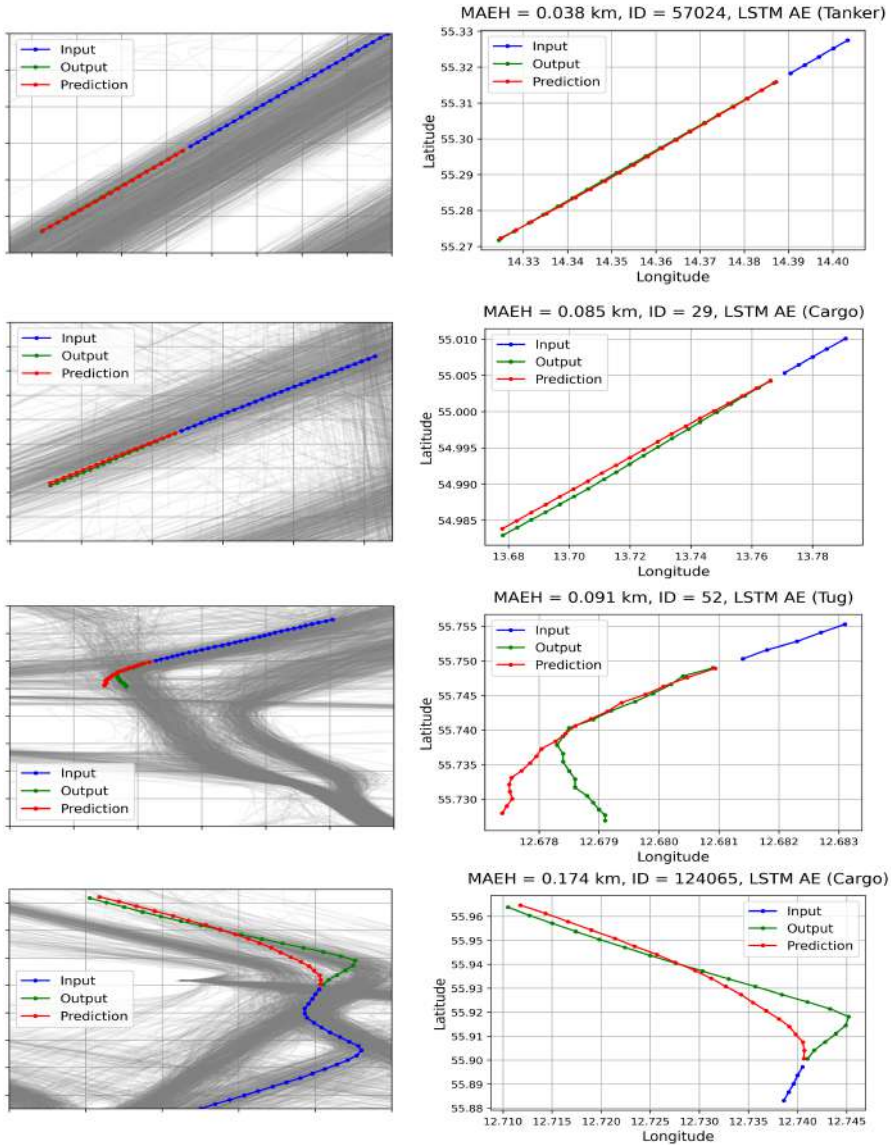 Input
Output
Prediction
MAEH = 0.038 km, ID = 57024, LSTM AE (Tanker)
Latitude
55.33
55.32
55.31
55.30
55.29
55.28
55.27
Input
Output
Prediction
14.33 14.34 14.35 14.36 14.37 14.38 14.39 14.40
Longitude
Input
Output
Prediction
MAEH = 0.085 km, ID = 29, LSTM AE (Cargo)
Latitude
55.010
55.005
55.000
54.995
54.990
54.985
Input
Output
Prediction
13.68 13.70 13.72 13.74 13.76 13.78
Longitude
Input
Output
Prediction
MAEH = 0.091 km, ID = 52, LSTM AE (Tug)
Latitude
55.755
55.750
55.745
55.740
55.735
55.730
Input
Output
Prediction
12.678 12.679 12.680 12.681 12.682 12.683
Longitude
Input
Output
Prediction
MAEH = 0.174 km, ID = 124065, LSTM AE (Cargo)
Latitude
55.96
55.95
55.94
55.93
55.92
55.91
55.90
55.89
55.88
Input
Output
Prediction
12.710 12.715 12.720 12.725 12.730 12.735 12.740 12.745
Longitude